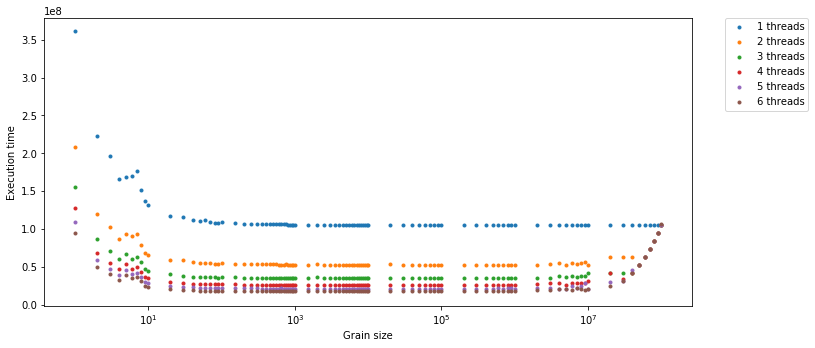 1e8
3.5
3.0
2.5
2.0
1.5
1.0
0.5
0.0
Execution time
10^1
10^3
10^5
10^7
Grain size
1 threads
2 threads
3 threads
4 threads
5 threads
6 threads